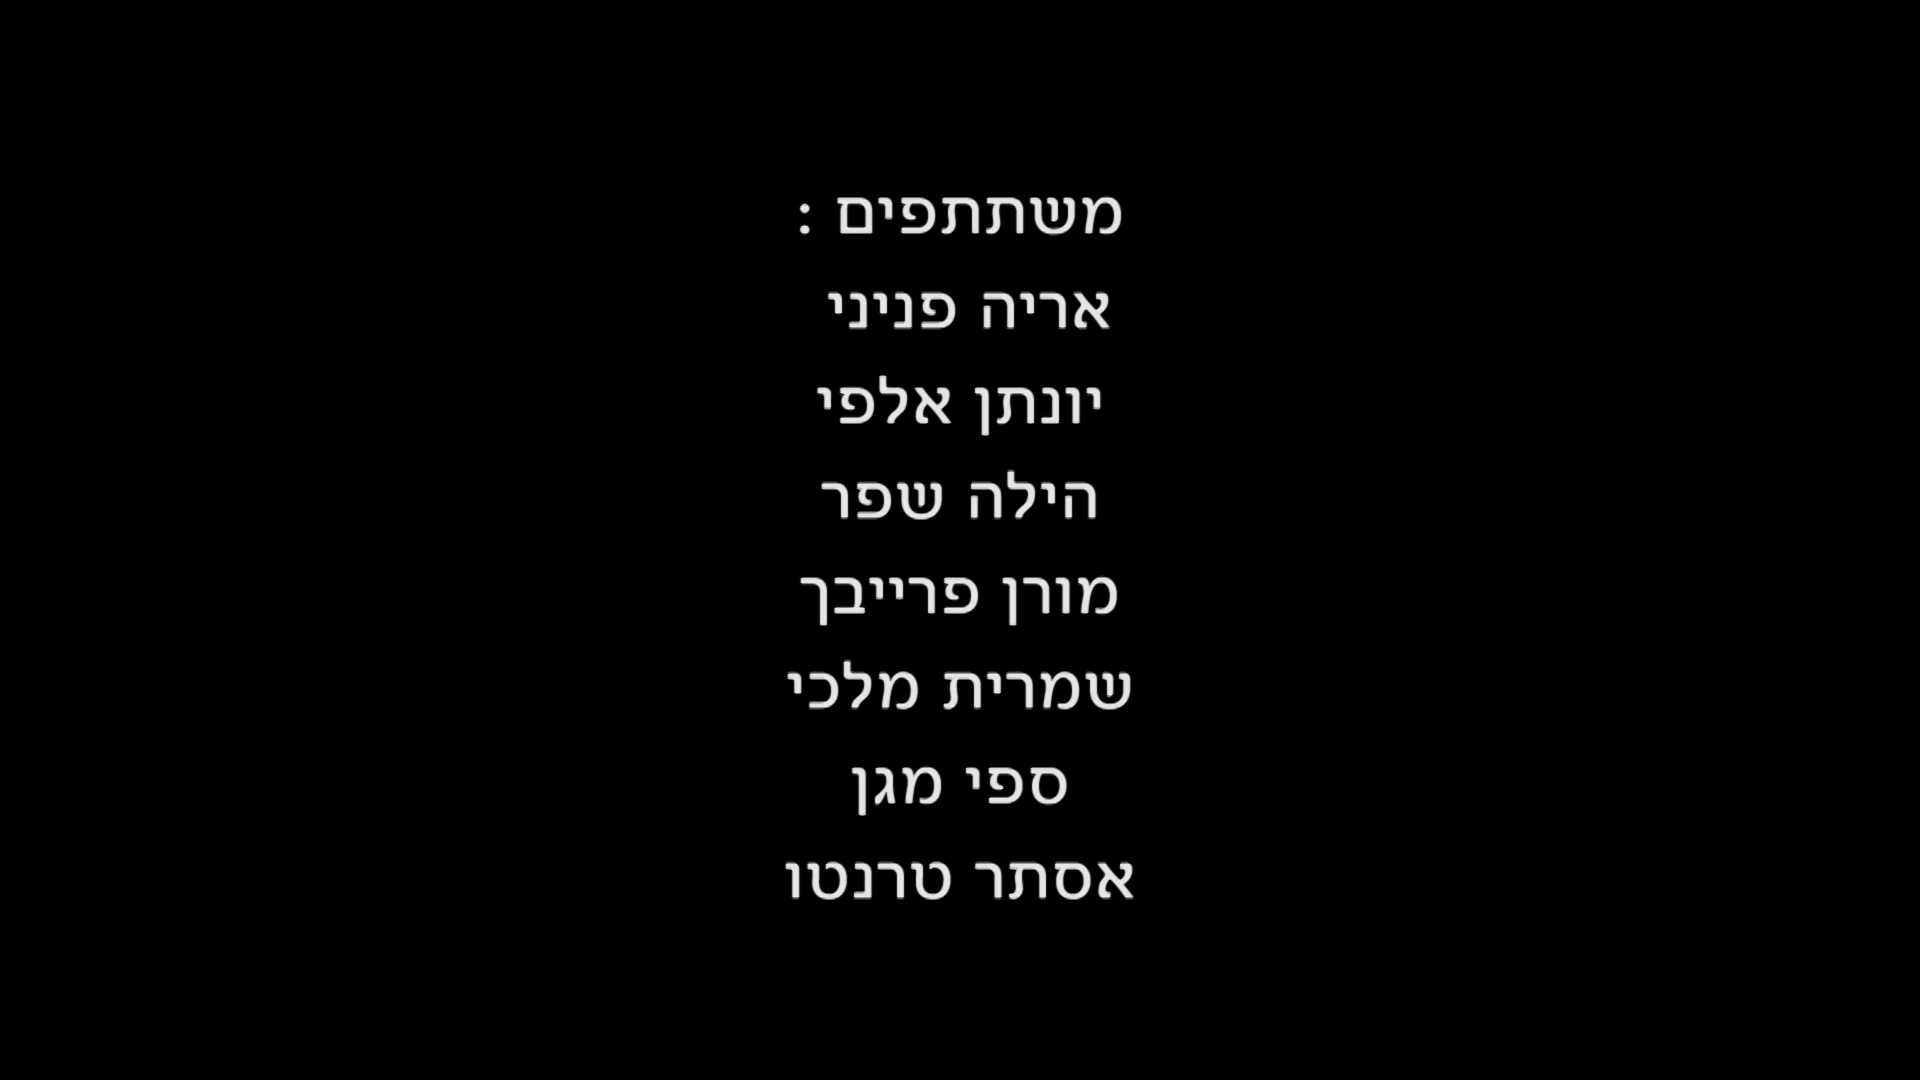 משתתפים :
אריה פניני
יונתן אלפי
הילה שפר
מורן פרייבך
שמרית מלכי
ספי מגן
אסתר טרנטו